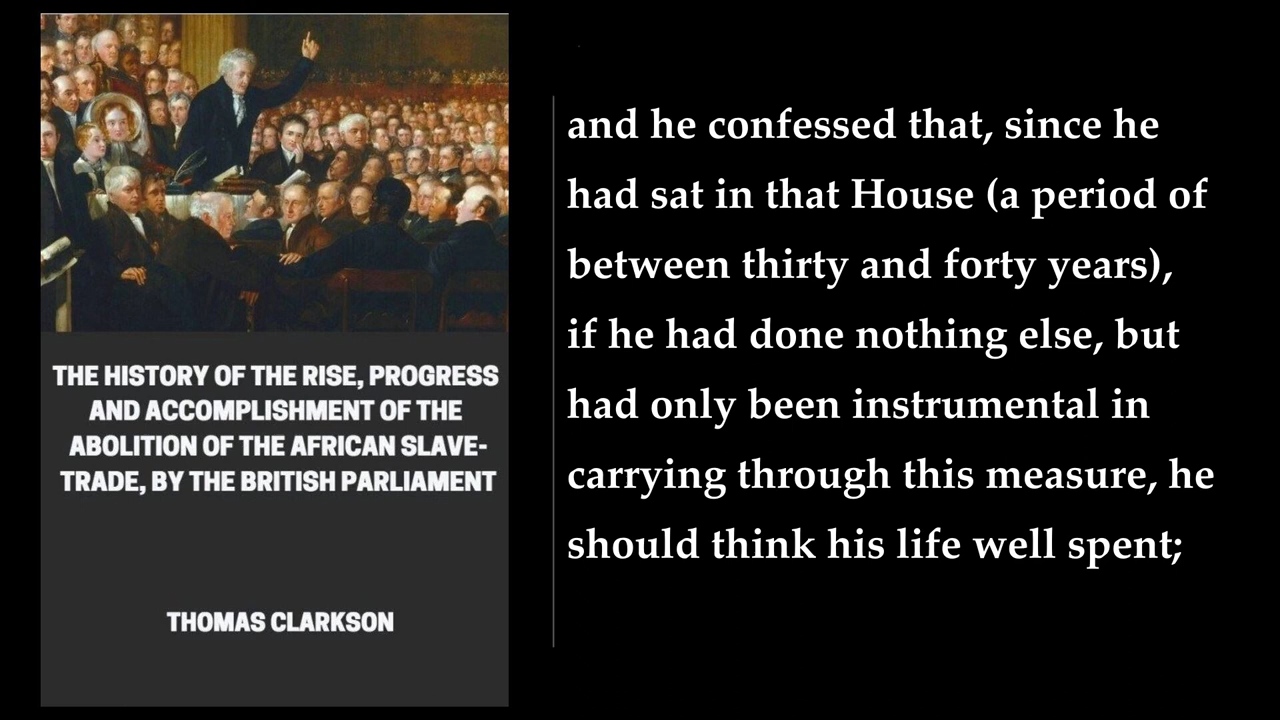 THE HISTORY OF THE RISE, PROGRESS
AND ACCOMPLISHMENT OF THE
ABOLITION OF THE AFRICAN SLAVE-
TRADE, BY THE BRITISH PARLIAMENT
THOMAS CLARKSON
and he confessed that, since he
had sat in that House (a period of
between thirty and forty years),
if he had done nothing else, but
had only been instrumental in
carrying through this measure, he
should think his life well spent;